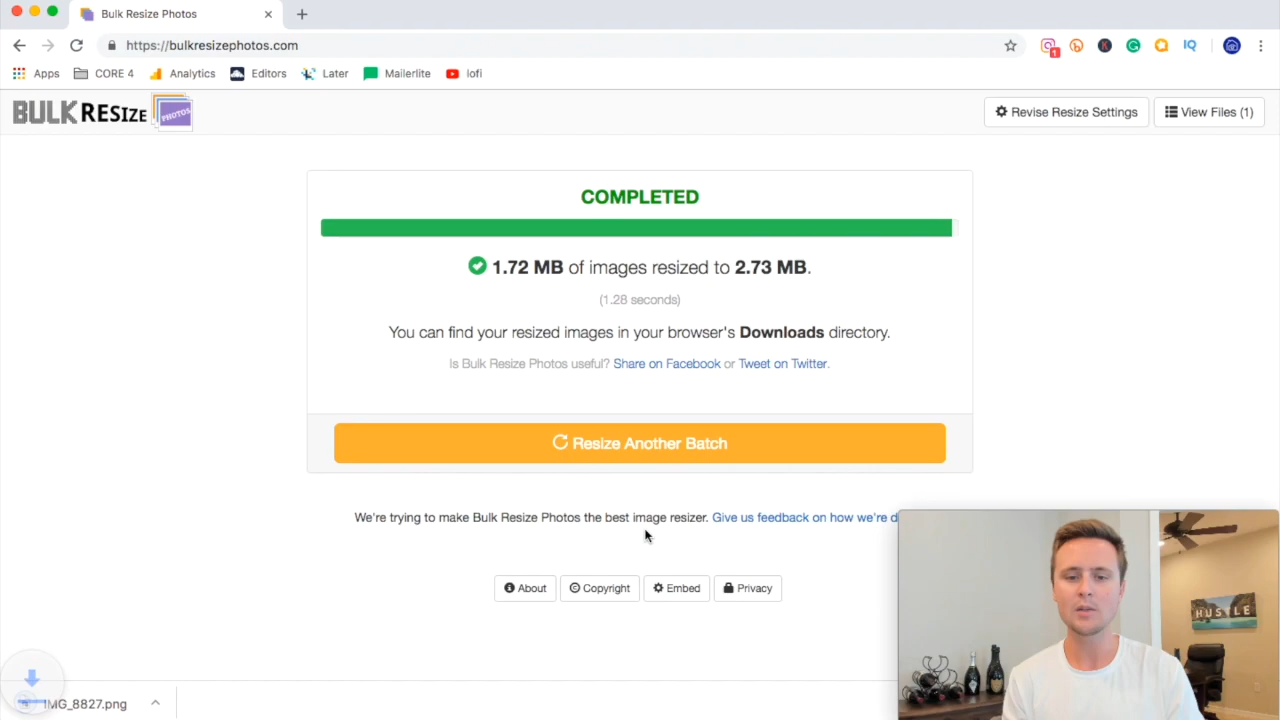 Bulk Resize Photos
https://bulkresizephotos.com
1
Apps CORE 4 Analytics Editors Later Mailerlite lofi
BULK RESIZE PHOTOS
Revise Resize Settings View Files (1)
COMPLETED
1.72 MB of images resized to 2.73 MB.
(1.28 seconds)
You can find your resized images in your browser's Downloads directory.
Is Bulk Resize Photos useful? Share on Facebook or Tweet on Twitter.
Resize Another Batch
We're trying to make Bulk Resize Photos the best image resizer. Give us feedback on how we're d
About Copyright Embed Privacy
HUSTLE
IMG_8827.png